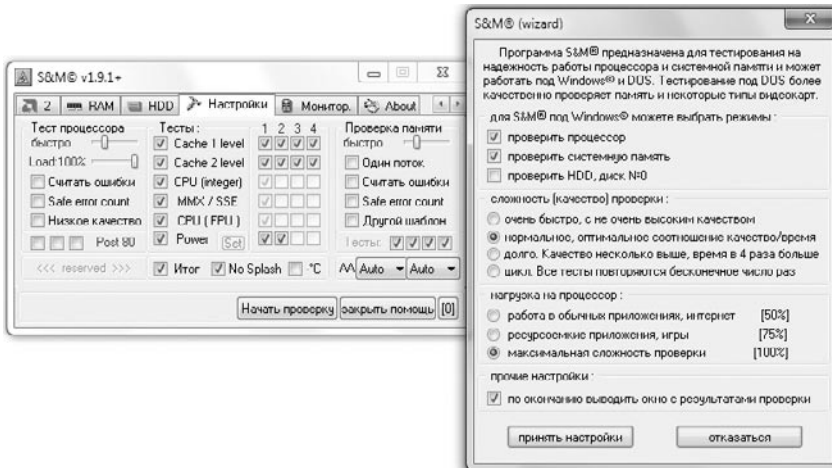 S&M© v1.9.1+
2 RAM HDD Настройки Монитор. About
Тест процессора
быстро
Load:100%
Считать ошибки
Safe error count
Низкое качество
Post 80
<<< reserved >>>
Тесты: 1 2 3 4
Cache 1 level
Cache 2 level
CPU (integer)
MMX / SSE
CPU ( FPU )
Power Set
Проверка памяти
быстро
Один поток.
Считать ошибки
Safe error count
Другой шаблон
Тесты:
Итог No Splash °C Auto Auto
Начать проверку закрыть помощь [0]
S&M® (wizard)
Программа S&M® предназначена для тестирования на
надежность работы процессора и системной памяти и может
работать под Windows® и DOS. Тестирование под DOS более
качественно проверяет память и некоторые типы видеокарт.
для S&M® под Windows® можете выбрать режимы :
проверить процессор
проверить системную память
проверить HDD, диск №0
сложность (качество) проверки :
очень быстро, с не очень высоким качеством
нормальное, оптимальное соотношение качество/время
долго. Качество несколько выше, время в 4 раза больше
цикл. Все тесты повторяются бесконечное число раз
нагрузка на процессор :
работа в обычных приложениях, интернет [50%]
ресурсоемкие приложения, игры [75%]
максимальная сложность проверки [100%]
прочие настройки :
по окончанию выводить окно с результатами проверки
принять настройки отказаться